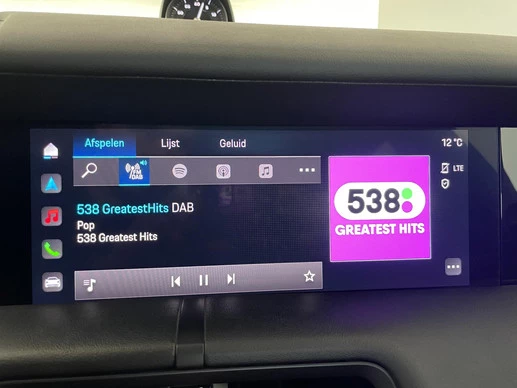 Afspelen Lijst Geluid 12 °C
FM DAB
LTE
538 GreatestHits DAB
Pop
538 Greatest Hits
538
GREATEST HITS